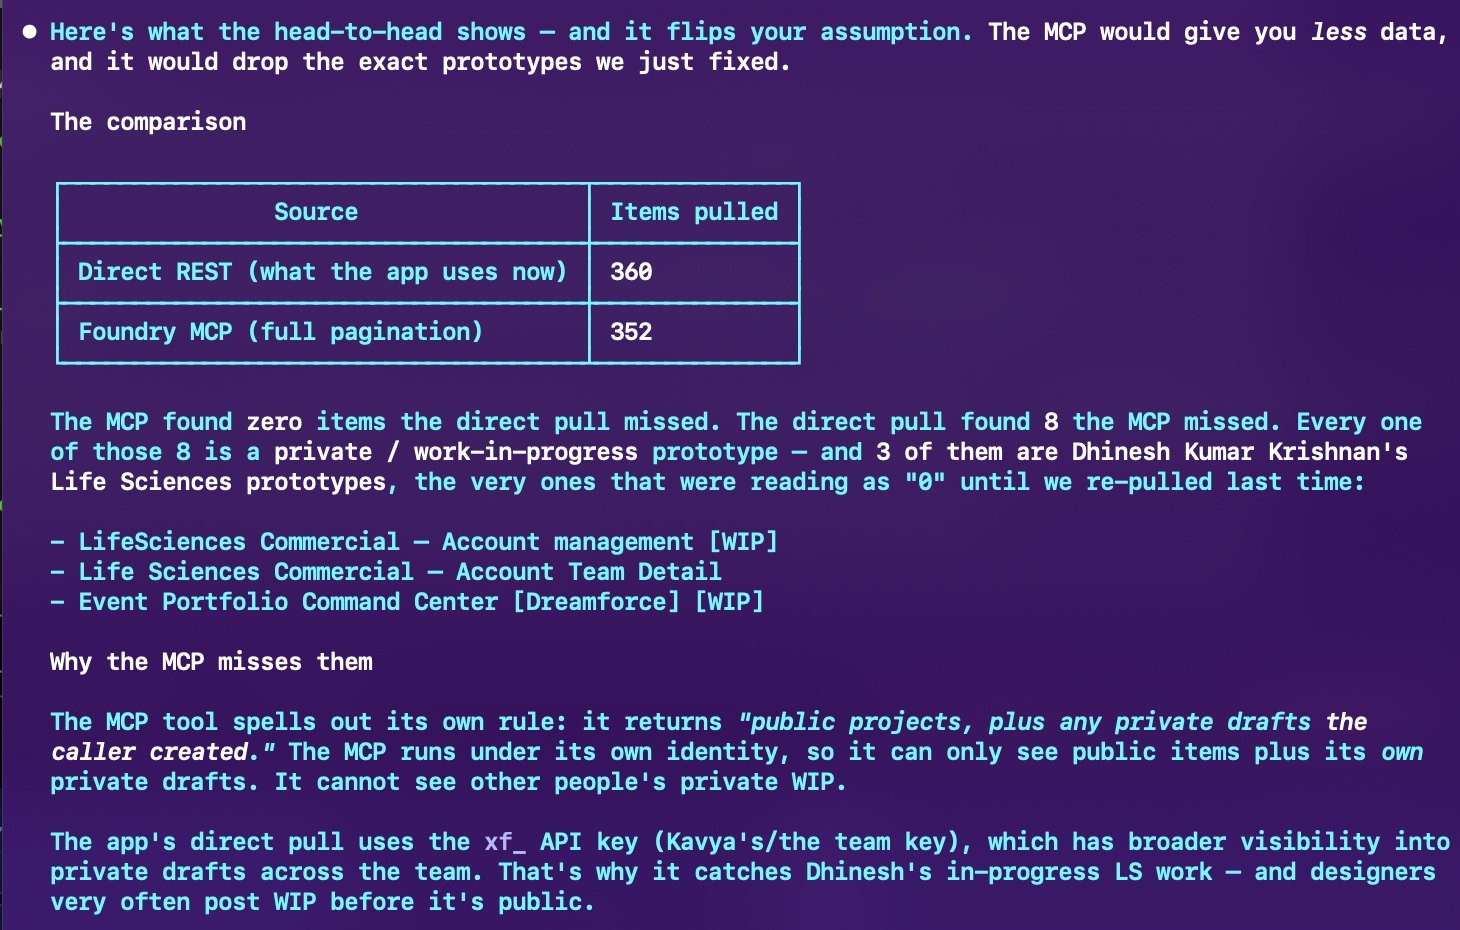 ● Here's what the head-to-head shows — and it flips your assumption. The MCP would give you less data,
and it would drop the exact prototypes we just fixed.
The comparison
Source | Items pulled
Direct REST (what the app uses now) | 360
Foundry MCP (full pagination) | 352
The MCP found zero items the direct pull missed. The direct pull found 8 the MCP missed. Every one
of those 8 is a private / work-in-progress prototype — and 3 of them are Dhinesh Kumar Krishnan's
Life Sciences prototypes, the very ones that were reading as "0" until we re-pulled last time:
- LifeSciences Commercial — Account management [WIP]
- Life Sciences Commercial — Account Team Detail
- Event Portfolio Command Center [Dreamforce] [WIP]
Why the MCP misses them
The MCP tool spells out its own rule: it returns "public projects, plus any private drafts the
caller created." The MCP runs under its own identity, so it can only see public items plus its own
private drafts. It cannot see other people's private WIP.
The app's direct pull uses the xf_ API key (Kavya's/the team key), which has broader visibility into
private drafts across the team. That's why it catches Dhinesh's in-progress LS work — and designers
very often post WIP before it's public.